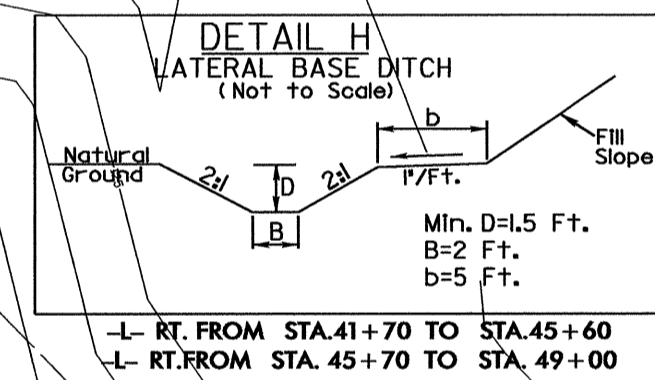 DETAIL H
LATERAL BASE DITCH
(Not to Scale)
b
Natural
Ground
2:1
D
2:1
1"/Ft.
Fill
Slope
B
Min. D=1.5 Ft.
B=2 Ft.
b=5 Ft.
-L- RT. FROM STA.41+70 TO STA.45+60
-L- RT.FROM STA. 45+70 TO STA. 49+00